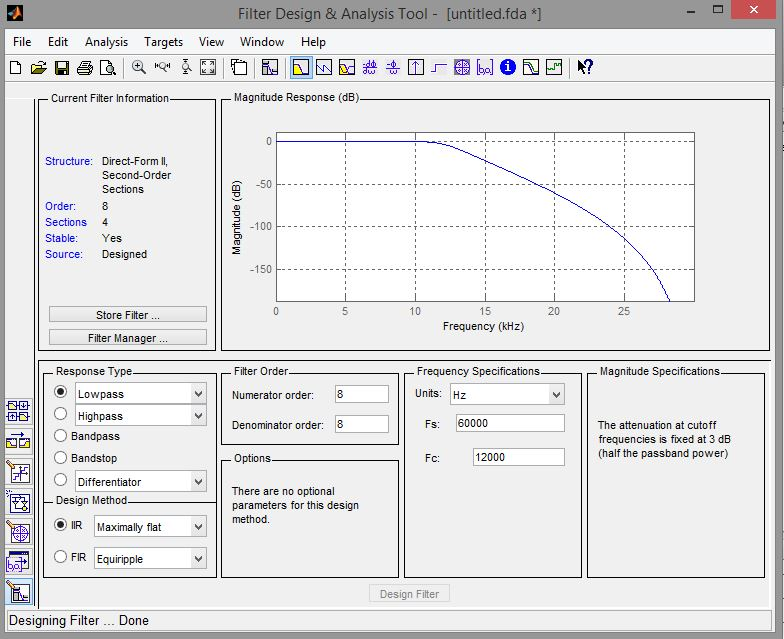 Filter Design & Analysis Tool - [untitled.fda *]
File Edit Analysis Targets View Window Help
Current Filter Information
Structure: Direct-Form II,
Second-Order
Sections
Order: 8
Sections 4
Stable: Yes
Source: Designed
Store Filter ...
Filter Manager ...
Magnitude Response (dB)
0
-50
-100
-150
Magnitude (dB)
0 5 10 15 20 25
Frequency (kHz)
Response Type
Lowpass
Highpass
Bandpass
Bandstop
Differentiator
Design Method
IIR Maximally flat
FIR Equiripple
Filter Order
Numerator order: 8
Denominator order: 8
Options
There are no optional
parameters for this design
method.
Frequency Specifications
Units: Hz
Fs: 60000
Fc: 12000
Magnitude Specifications
The attenuation at cutoff
frequencies is fixed at 3 dB
(half the passband power)
Design Filter
Designing Filter ... Done